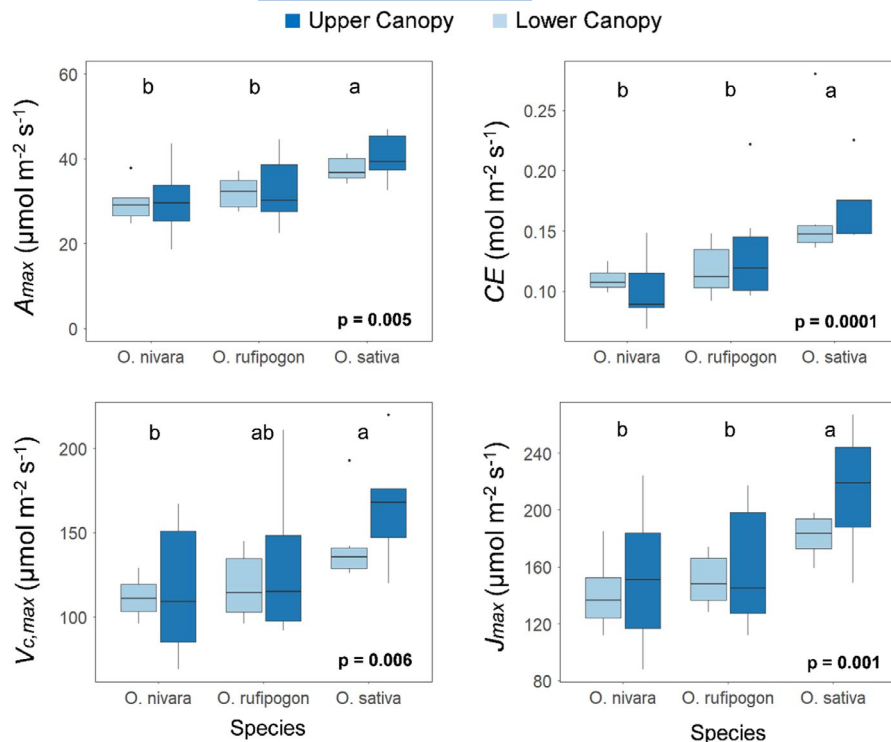 Upper Canopy Lower Canopy
Amax (µmol m-2 s-1)
60
40
20
0
b b a
p = 0.005
O. nivara O. rufipogon O. sativa
CE (mol m-2 s-1)
0.25
0.20
0.15
0.10
b b a
p = 0.0001
O. nivara O. rufipogon O. sativa
Vc,max (µmol m-2 s-1)
200
150
100
b ab a
p = 0.006
O. nivara O. rufipogon O. sativa
Species
Jmax (µmol m-2 s-1)
240
200
160
120
80
b b a
p = 0.001
O. nivara O. rufipogon O. sativa
Species